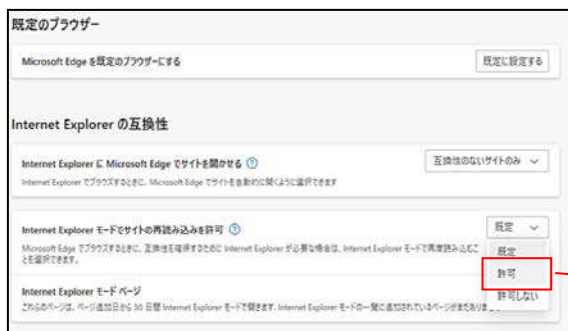 既定のブラウザー
Microsoft Edge を既定のブラウザーにする
既定に設定する
Internet Explorer の互換性
Internet Explorer に Microsoft Edge でサイトを開かせる
互換性のないサイトのみ
Internet Explorer でブラウズするときに、Microsoft Edge でサイトを自動的に開くように選択できます
Internet Explorer モードでサイトの再読み込みを許可
既定
Microsoft Edge でブラウズするときに、互換性を確保するために Internet Explorer が必要な場合は、Internet Explorer モードで再度読み込むこ
とを選択できます。
既定
許可
許可しない
Internet Explorer モード ページ
これらのページは、ページ追加日から 30 日間 Internet Explorer モードで開きます。Internet Explorer モードの一覧に追加されているページがまだありま